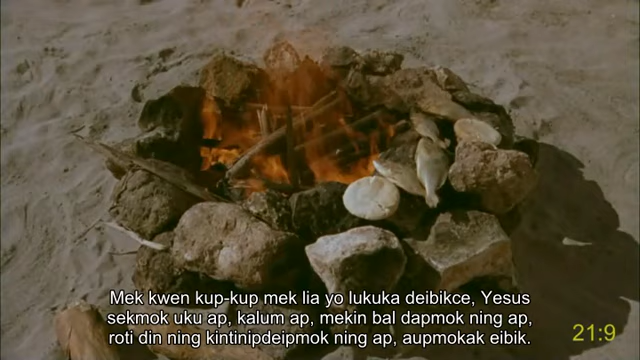 Mek kwen kup-kup mek lia yo lukuka deibikce, Yesus
sekmok uku ap, kalum ap, mekin bal dapmok ning ap,
roti din ning kintinipdeipmok ning ap, aupmokak eibik.
21:9